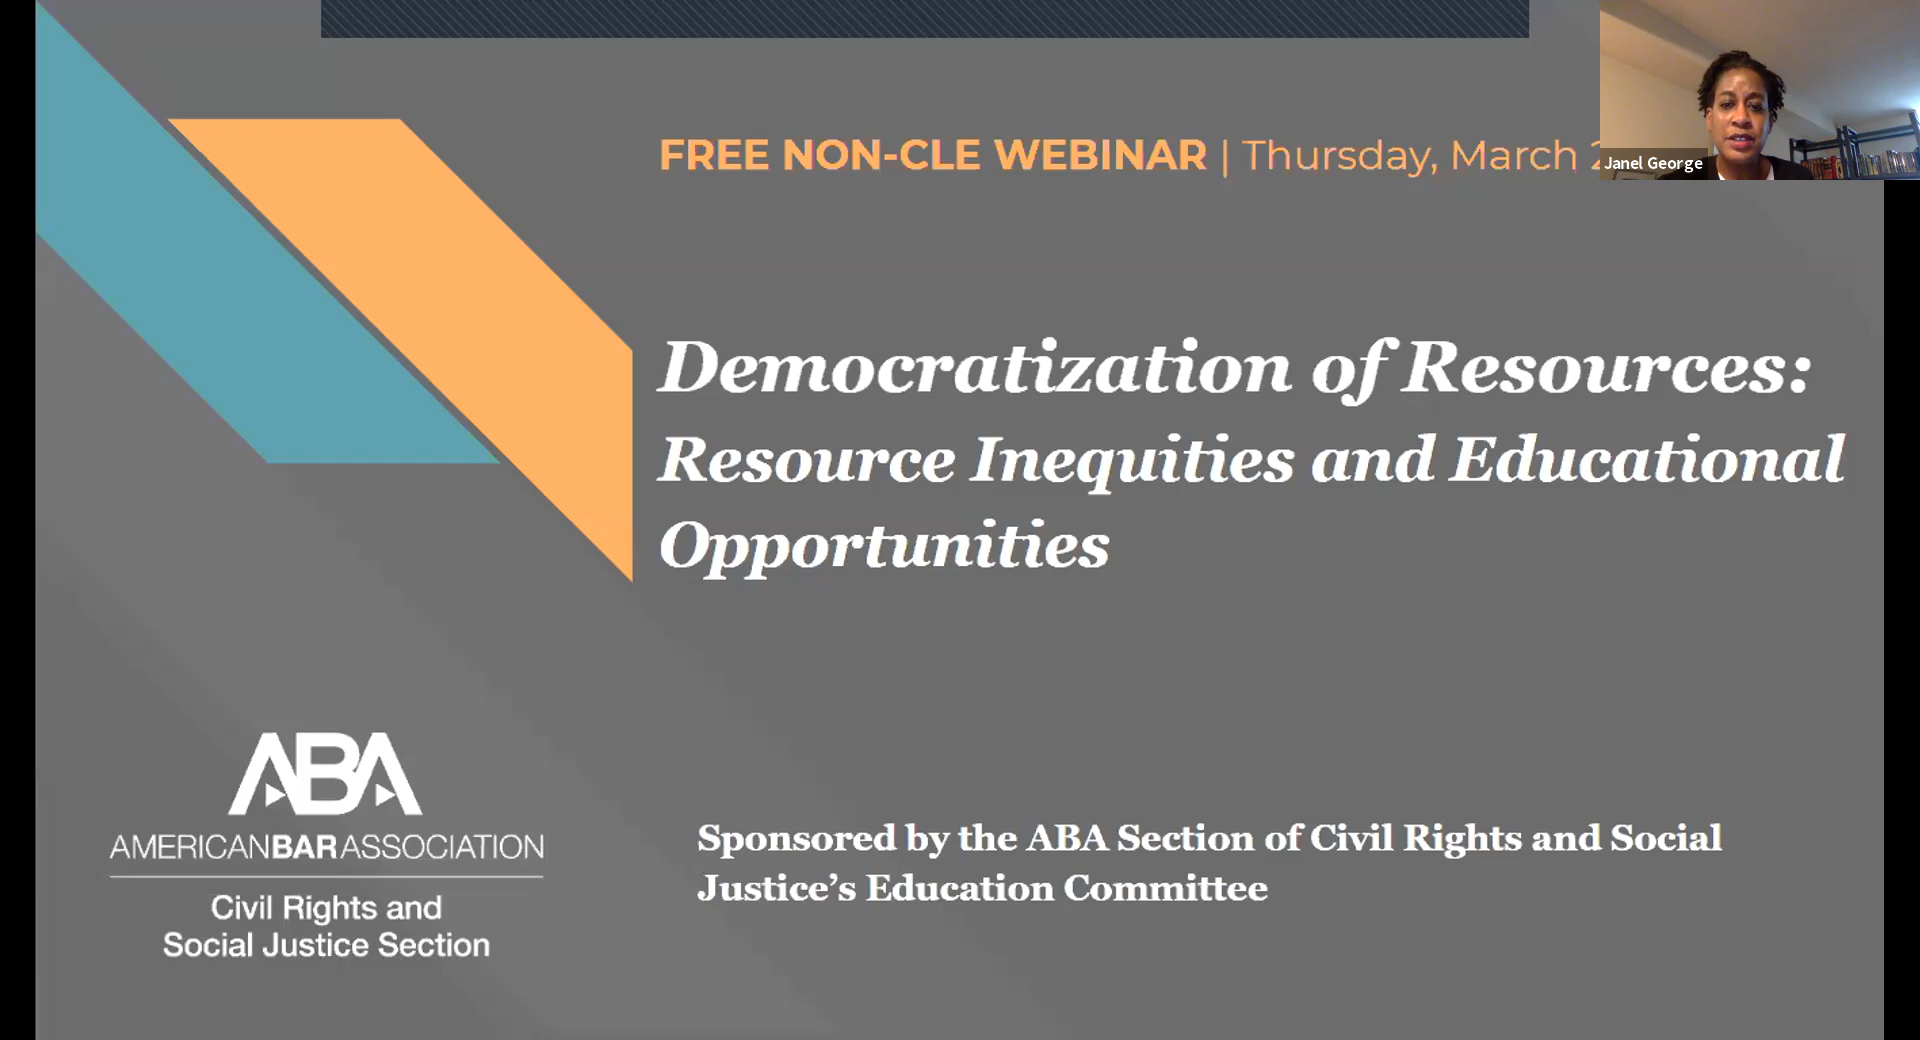 FREE NON-CLE WEBINAR | Thursday, March
Janel George
Democratization of Resources:
Resource Inequities and Educational
Opportunities
ABA
AMERICANBARASSOCIATION
Civil Rights and
Social Justice Section
Sponsored by the ABA Section of Civil Rights and Social
Justice’s Education Committee